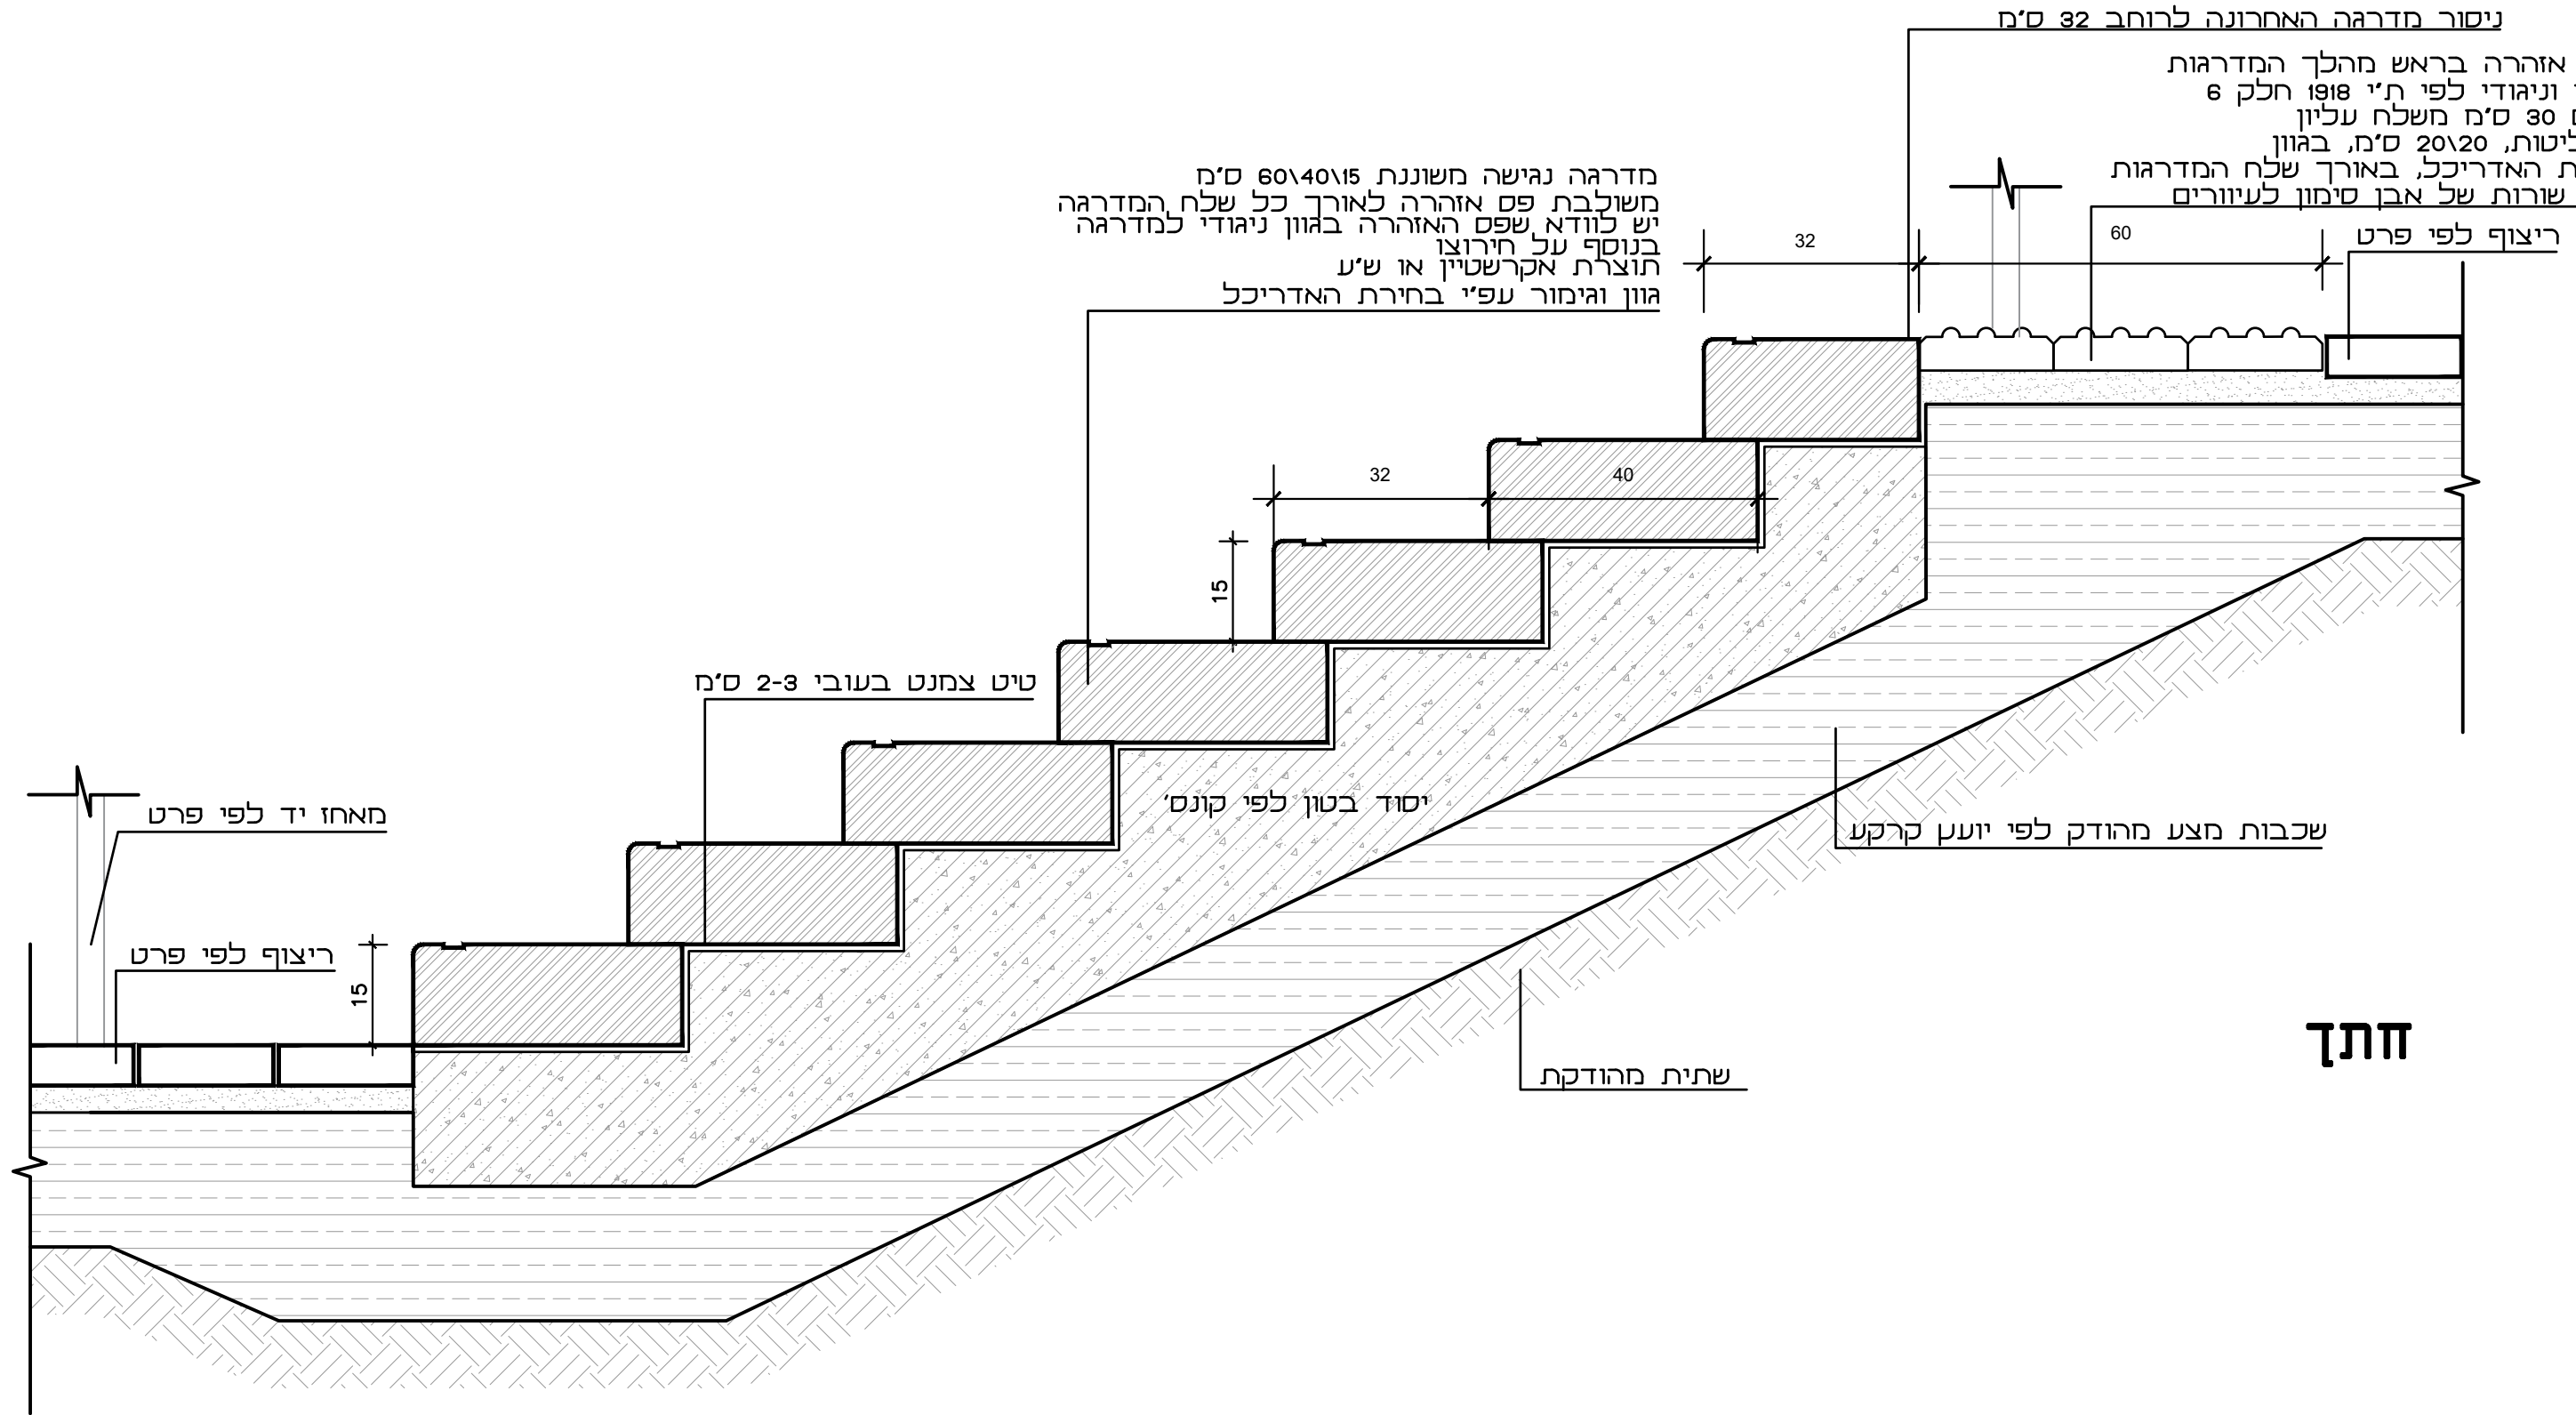 ניסור מדרגה האחרונה לרוחב 32 ס'מ
אזהרה בראש מהלך המדרגות
וניגודי לפי ת'י 1918 חלק 6
30 ס'מ משלח עליון
20\20 ס'מ, בגוון
האדריכל, באורך שלח המדרגות
שורות של אבן סימון לעיוורים
ריצוף לפי פרט
32
60
מדרגה נגישה משוננת 60\40\15 ס'מ
משולבת פס אזהרה לאורך כל שלח המדרגה
יש לוודא שפס האזהרה בגוון ניגודי למדרגה
בנוסף על חירוצו
תוצרת אקרשטיין או ש'ע
גוון וגימור עפ'י בחירת האדריכל
32
40
15
טיט צמנט בעובי 2-3 ס'מ
יסוד בטון לפי קונס'
שכבות מצע מהודק לפי יועץ קרקע
מאחז יד לפי פרט
ריצוף לפי פרט
15
שתית מהודקת
חתך